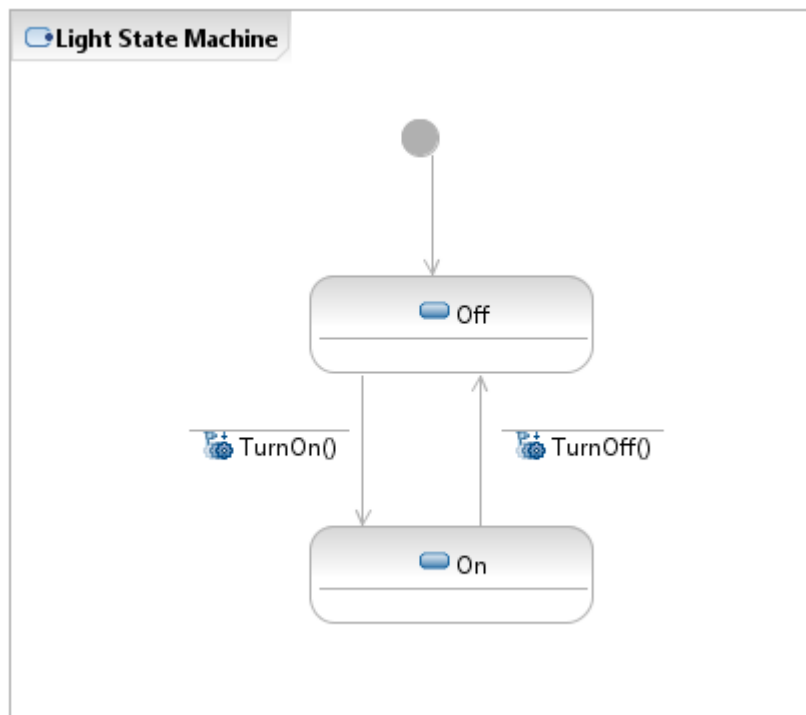 Light State Machine
Off
TurnOn()
TurnOff()
On